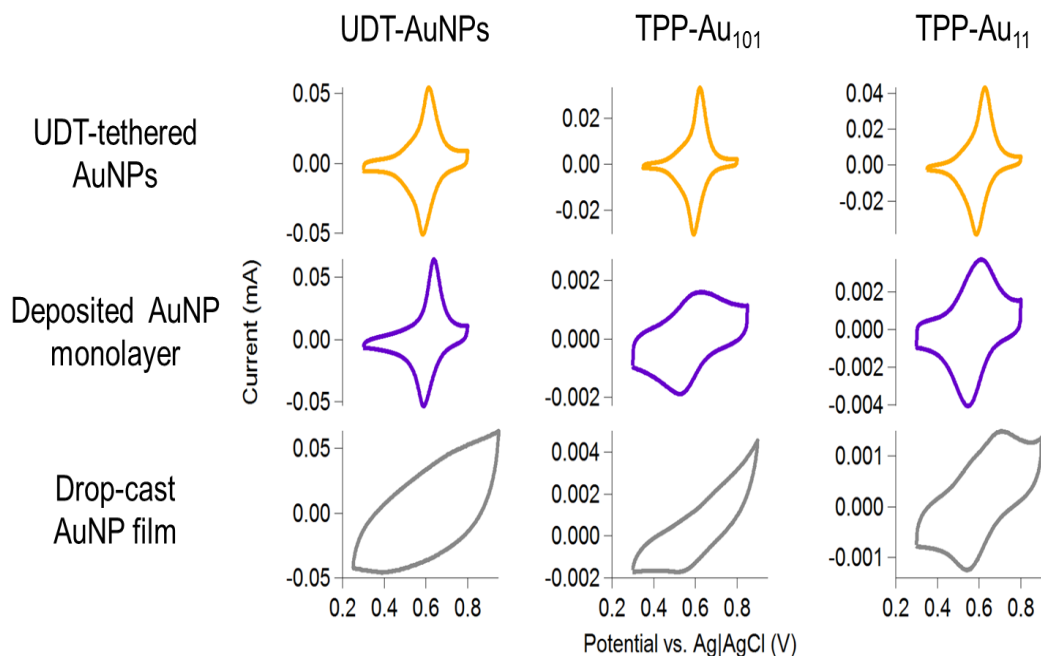 UDT-AuNPs
TPP-Au₁₀₁
TPP-Au₁₁
UDT-tethered
AuNPs
0.05
0.00
-0.05
0.02
0.00
-0.02
0.04
0.02
0.00
-0.02
Deposited AuNP
monolayer
Current (mA)
0.05
0.00
-0.05
0.002
0.000
-0.002
0.002
0.000
-0.002
-0.004
Drop-cast
AuNP film
0.05
0.00
-0.05
0.004
0.002
0.000
-0.002
0.001
0.000
-0.001
0.2 0.4 0.6 0.8
0.2 0.4 0.6 0.8
0.2 0.4 0.6 0.8
Potential vs. Ag|AgCl (V)